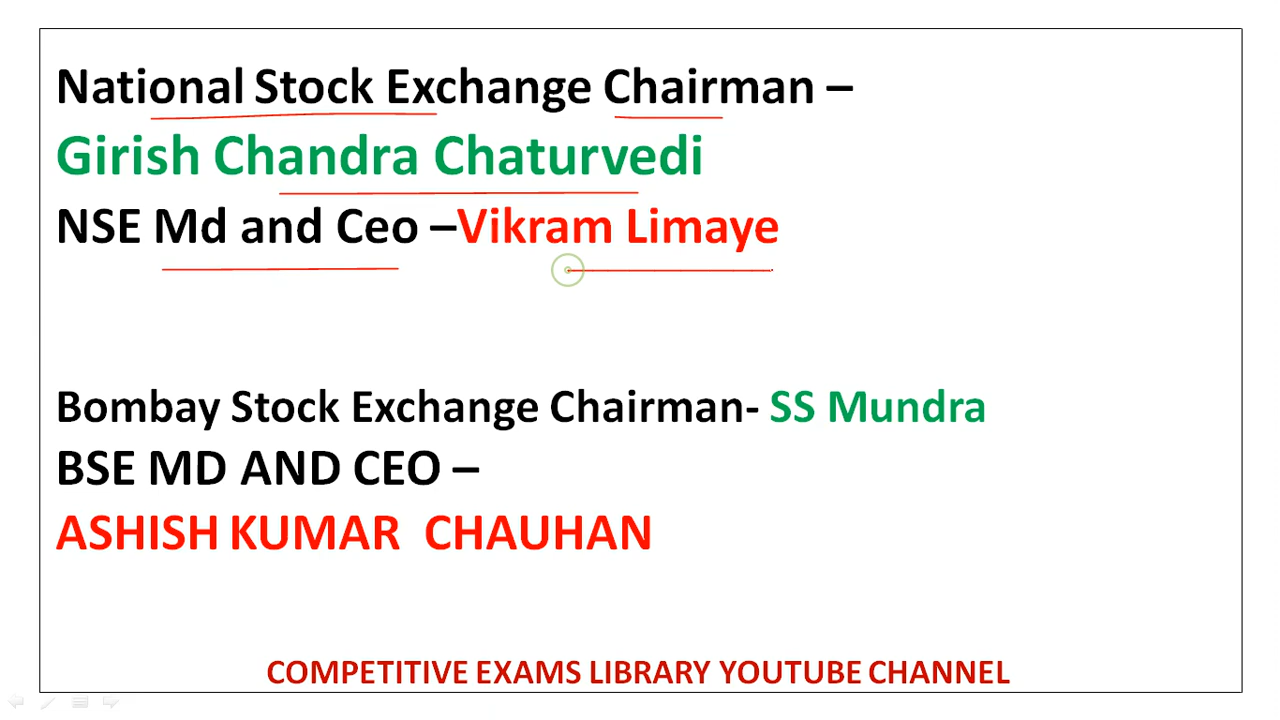 National Stock Exchange Chairman –
Girish Chandra Chaturvedi
NSE Md and Ceo –Vikram Limaye
Bombay Stock Exchange Chairman- SS Mundra
BSE MD AND CEO –
ASHISH KUMAR CHAUHAN
COMPETITIVE EXAMS LIBRARY YOUTUBE CHANNEL